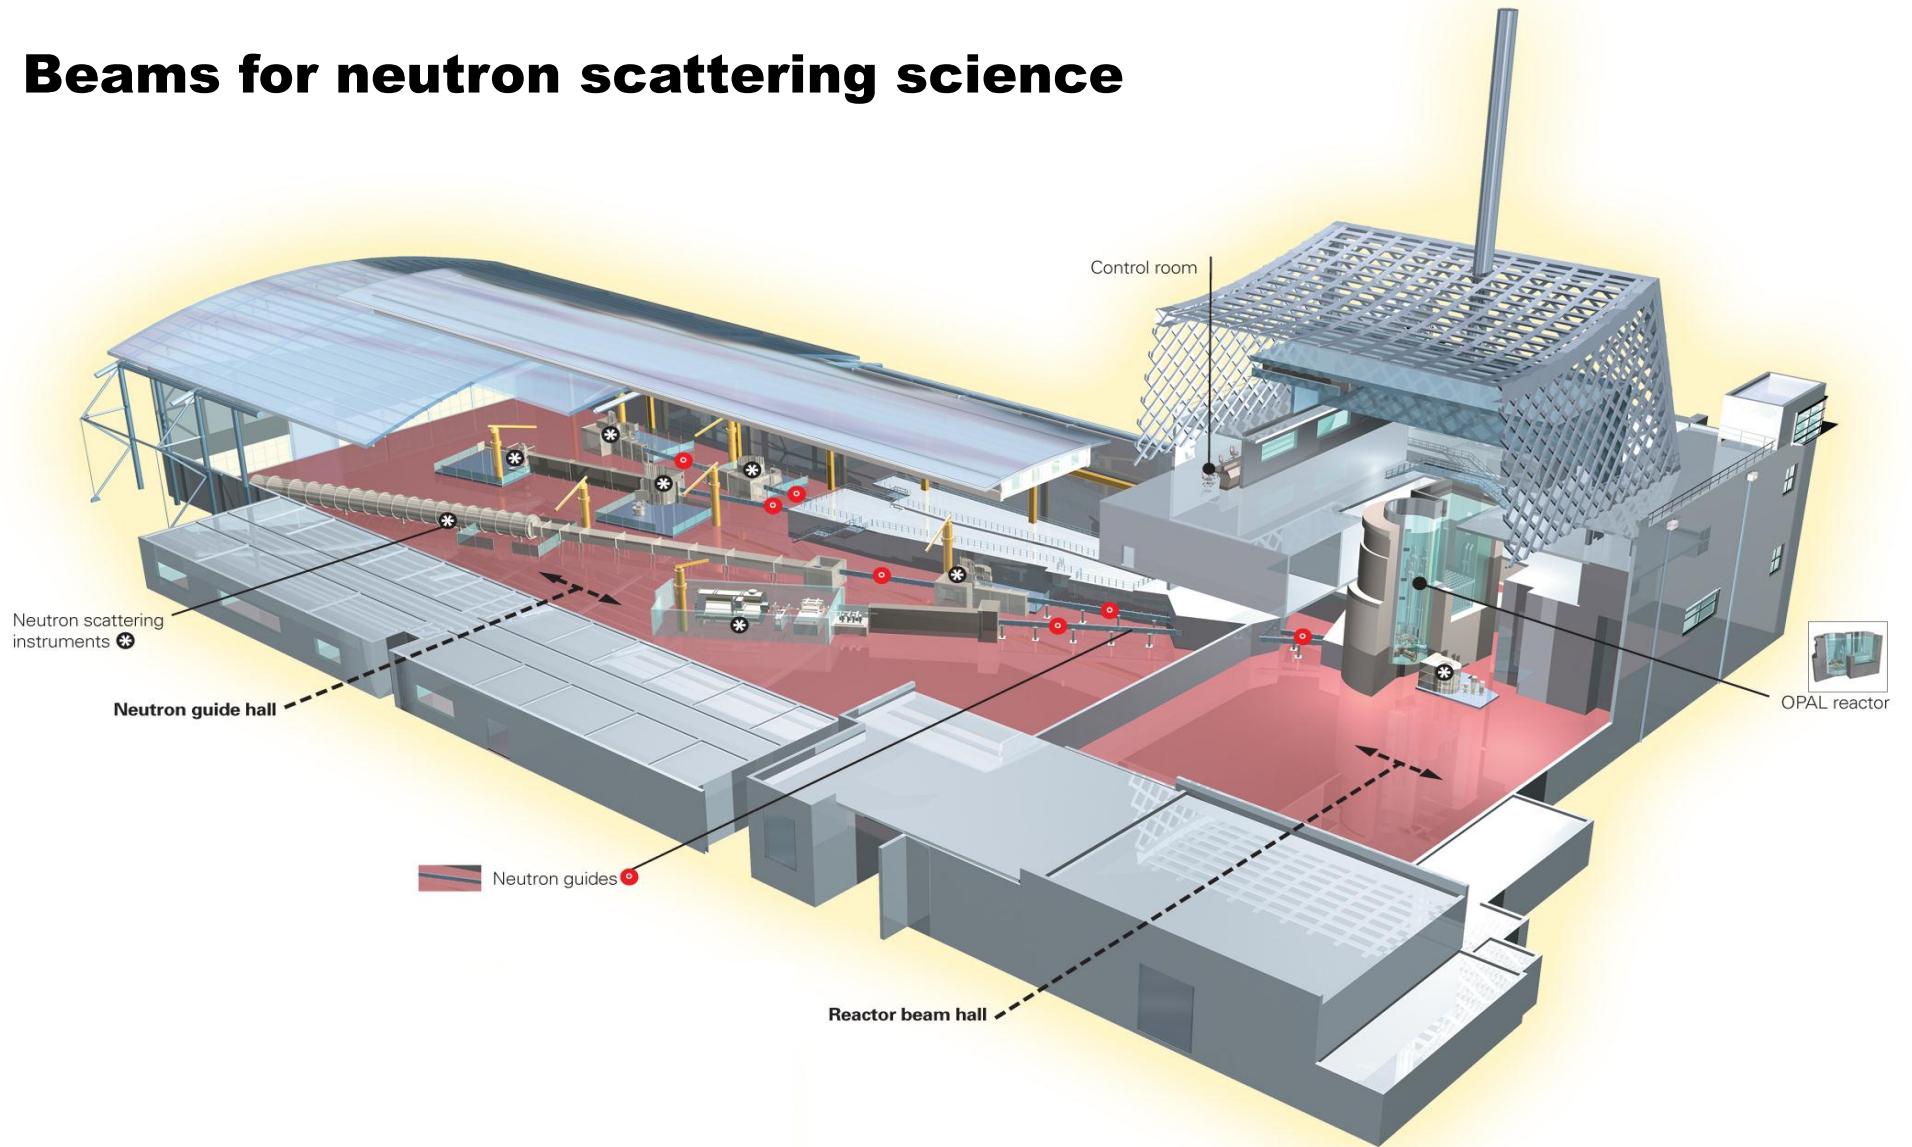 Beams for neutron scattering science
Control room
Neutron scattering
instruments
Neutron guide hall
OPAL reactor
Neutron guides
Reactor beam hall